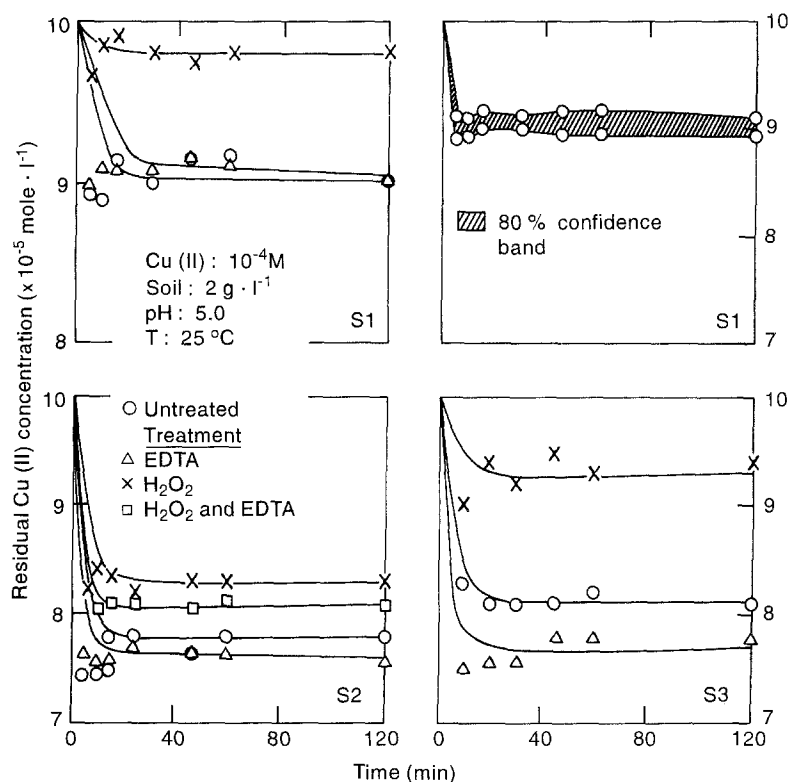 Residual Cu (II) concentration (x 10⁻⁵ mole · l⁻¹)
10
9
8
Cu (II) : 10⁻⁴M
Soil : 2 g · l⁻¹
pH : 5.0
T : 25 °C
S1
10
9
8
7
80 % confidence
band
S1
10
9
8
7
○ Untreated
Treatment
△ EDTA
× H₂O₂
□ H₂O₂ and EDTA
S2
0 40 80 120
10
9
8
7
S3
0 40 80 120
Time (min)